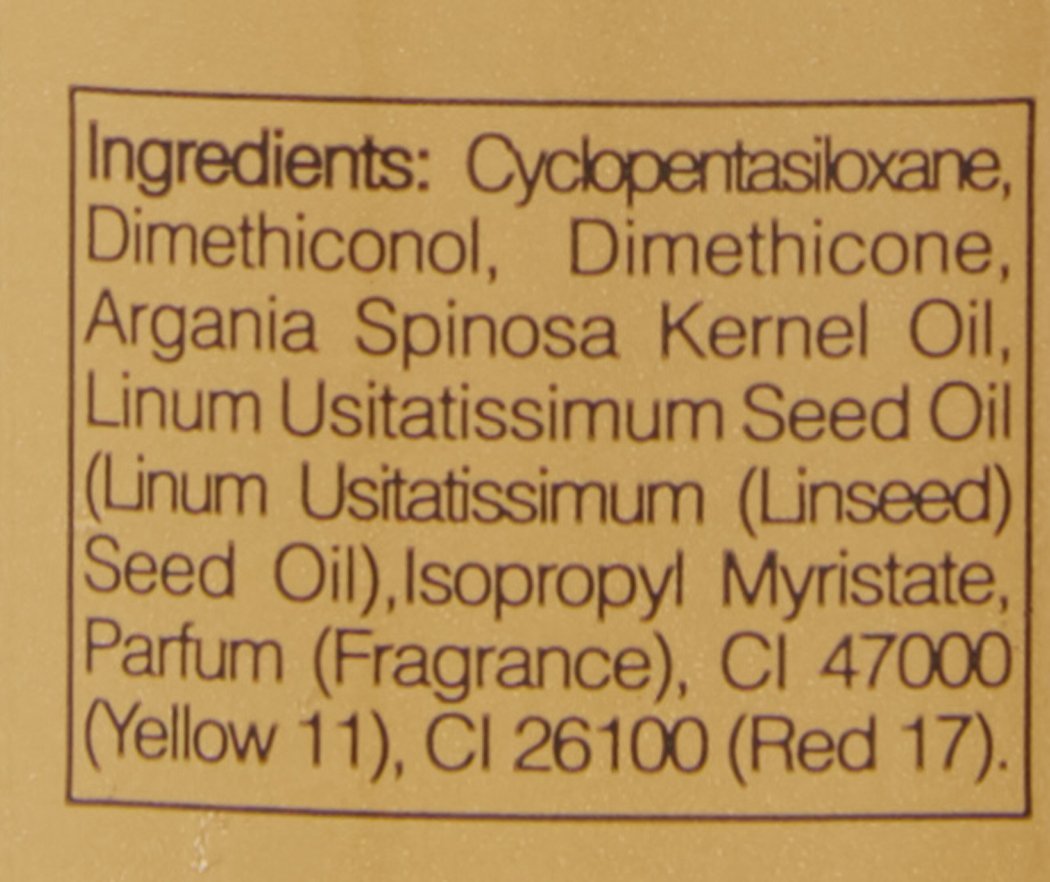 Ingredients: Cyclopentasiloxane,
Dimethiconol, Dimethicone,
Argania Spinosa Kernel Oil,
Linum Usitatissimum Seed Oil
(Linum Usitatissimum (Linseed)
Seed Oil),Isopropyl Myristate,
Parfum (Fragrance), CI 47000
(Yellow 11), CI 26100 (Red 17).